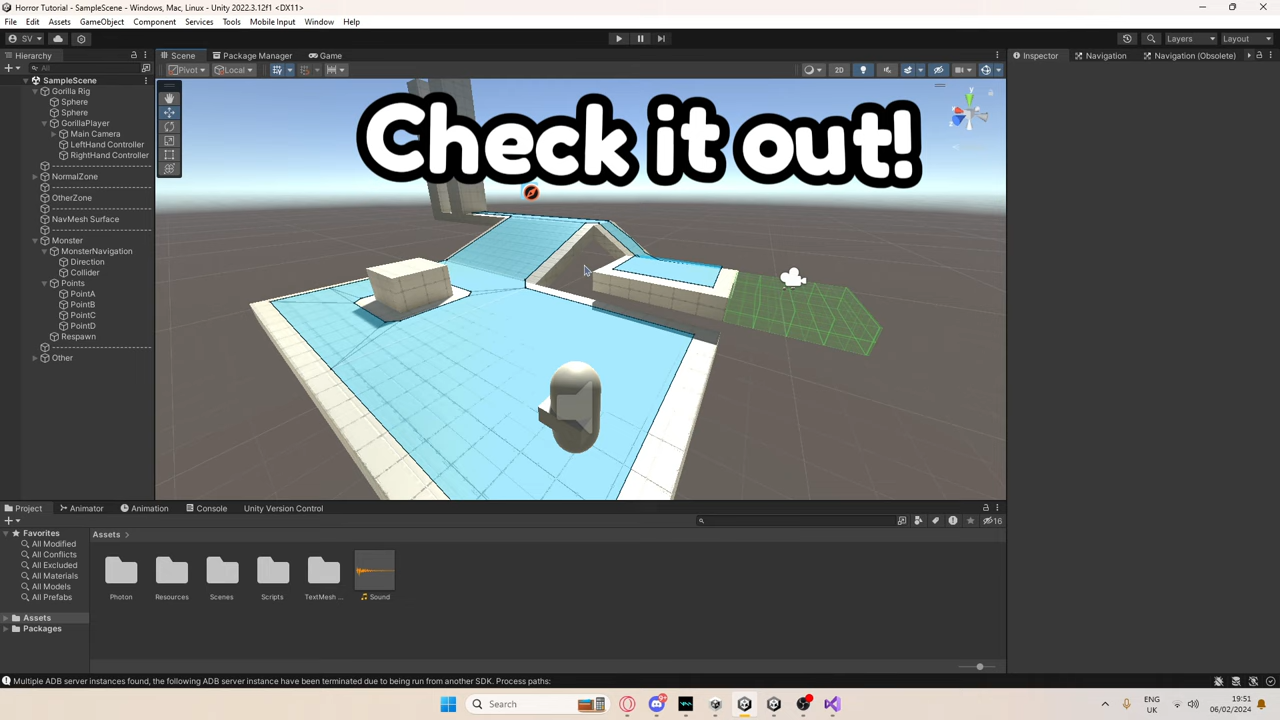 Horror Tutorial - SampleScene - Windows, Mac, Linux - Unity 2022.3.12f1 <DX11>
File Edit Assets GameObject Component Services Tools Mobile Input Window Help
SV
Layers Layout
Hierarchy
Scene Package Manager Game
Inspector Navigation Navigation (Obsolete)
All
Pivot Local 2D
SampleScene
Gorilla Rig
Sphere
Sphere
GorillaPlayer
Main Camera
LeftHand Controller
RightHand Controller
NormalZone
OtherZone
NavMesh Surface
Monster
MonsterNavigation
Direction
Collider
Points
PointA
PointB
PointC
PointD
Respawn
Other
Check it out!
Project Animator Animation Console Unity Version Control
16
Favorites
All Modified
All Conflicts
All Excluded
All Materials
All Models
All Prefabs
Assets
Packages
Assets >
Photon Resources Scenes Scripts TextMesh ... Sound
Multiple ADB server instances found, the following ADB server instance have been terminated due to being run from another SDK. Process paths:
Search
9+
ENG
UK
19:51
06/02/2024